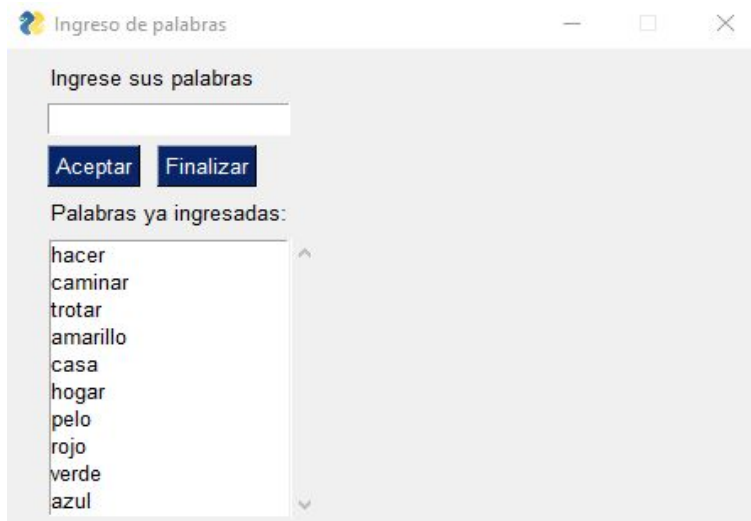 Ingreso de palabras
Ingrese sus palabras
Aceptar Finalizar
Palabras ya ingresadas:
hacer
caminar
trotar
amarillo
casa
hogar
pelo
rojo
verde
azul